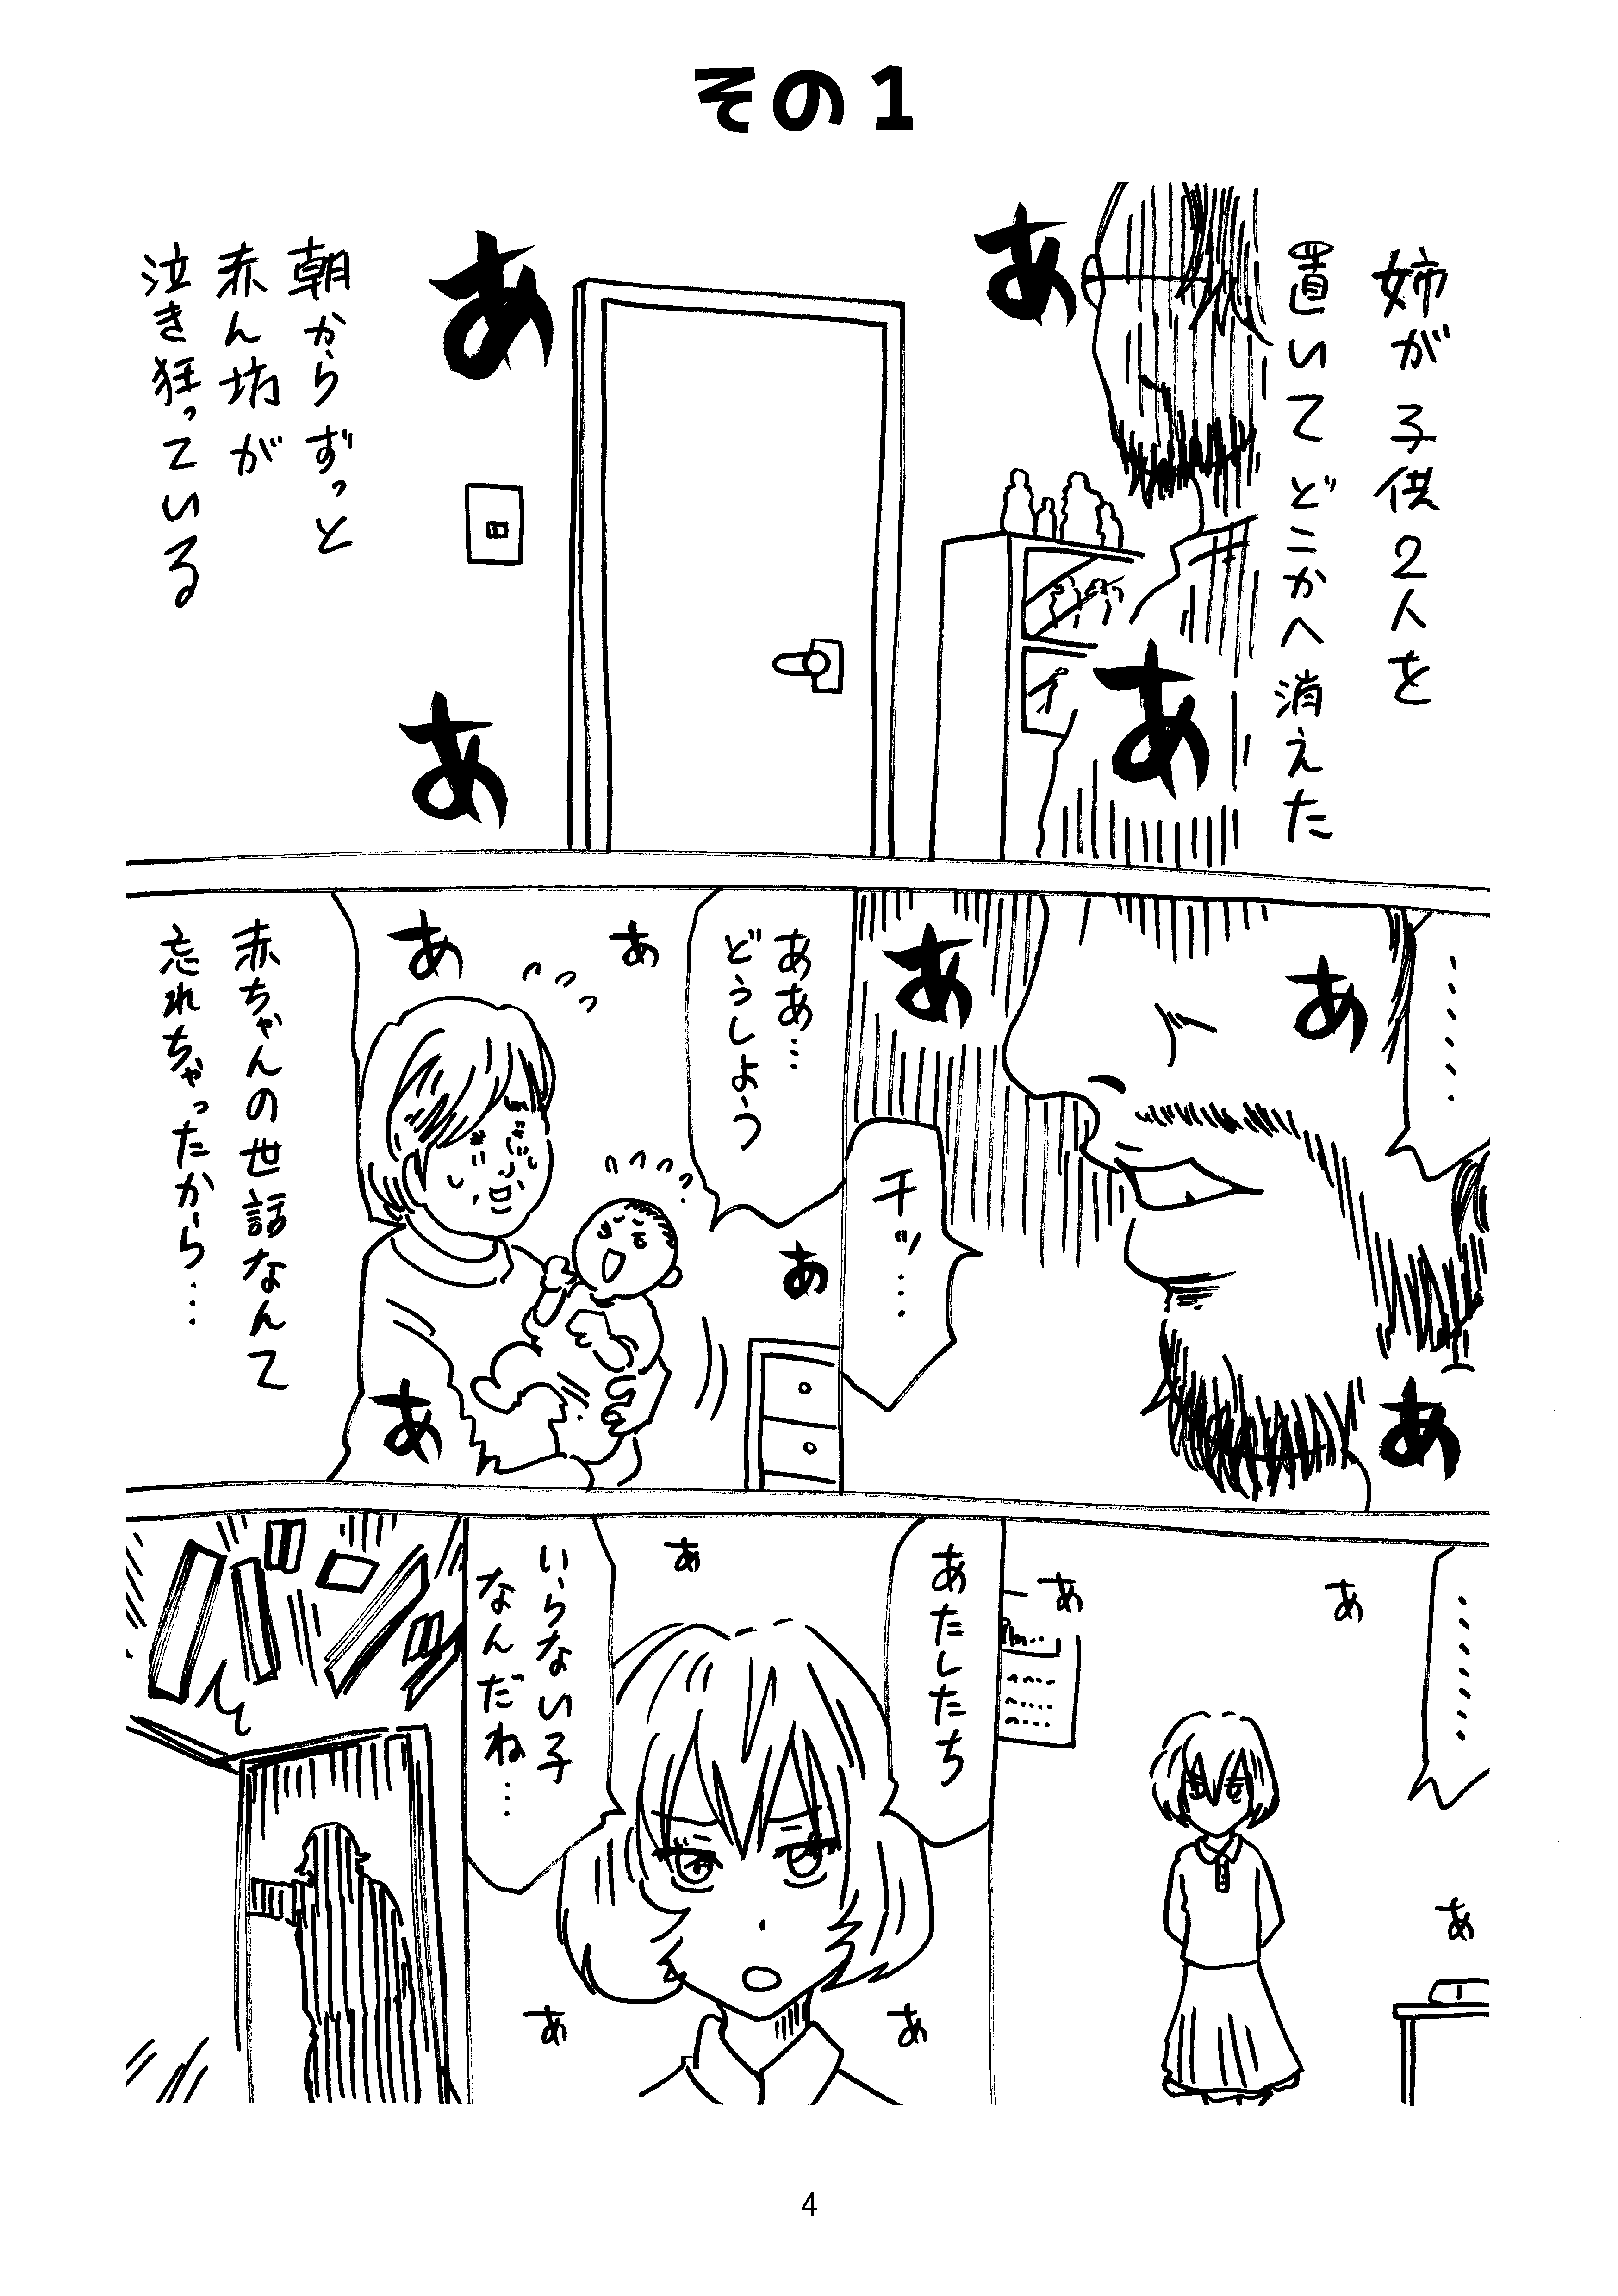 その1
姉が子供2人を
置いてどこかへ消えた
あ
あ
あ
あ
朝からずっと
赤ん坊が
泣き狂っている
・・・・・
あ
あ
あ
チッ…
ああ…
どうしよう
あ
あ
あ
あ
赤ちゃんの世話なんて
忘れちゃったから…
・・・・・・
あ
あ
あ
あたしたち
あ
あ
あ
いらない子
なんだね…
4